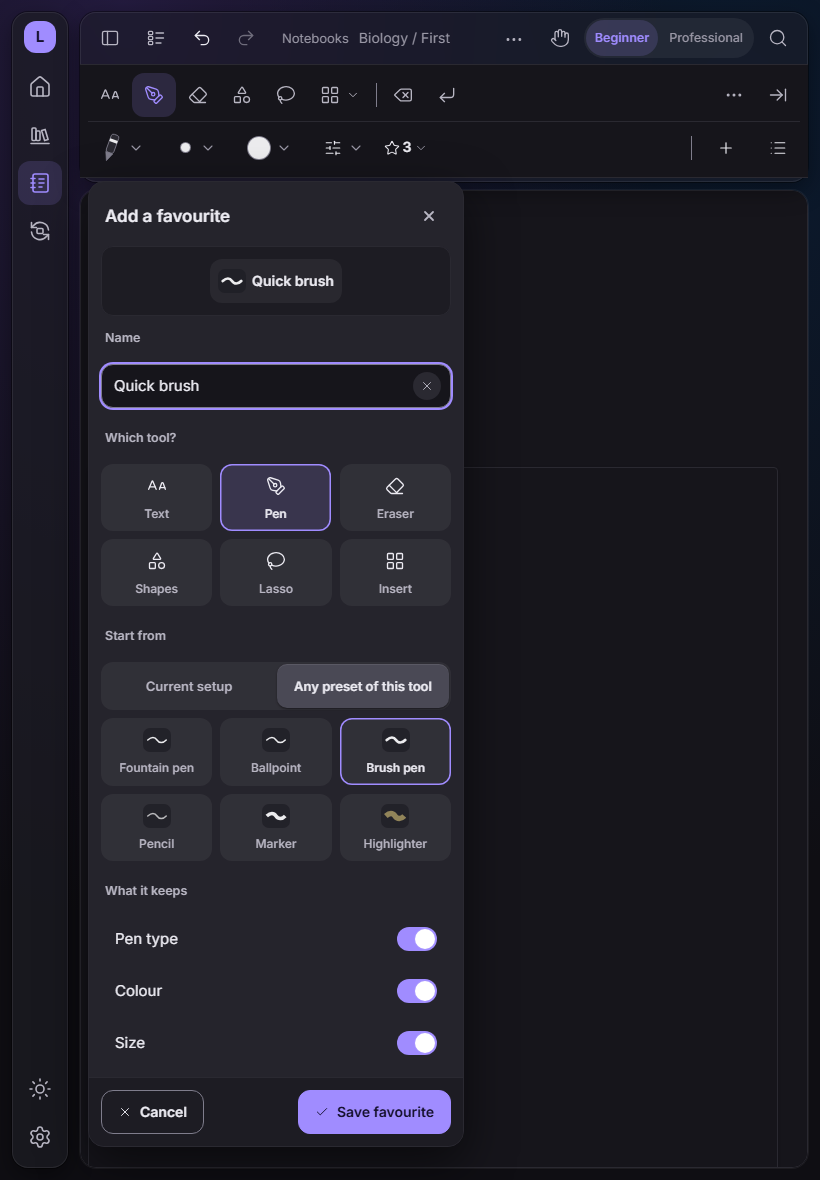 L
Notebooks Biology / First
Beginner Professional
AA
3
Add a favourite
Quick brush
Name
Quick brush
Which tool?
AA
Text Pen Eraser
Shapes Lasso Insert
Start from
Current setup Any preset of this tool
Fountain pen Ballpoint Brush pen
Pencil Marker Highlighter
What it keeps
Pen type
Colour
Size
Cancel Save favourite